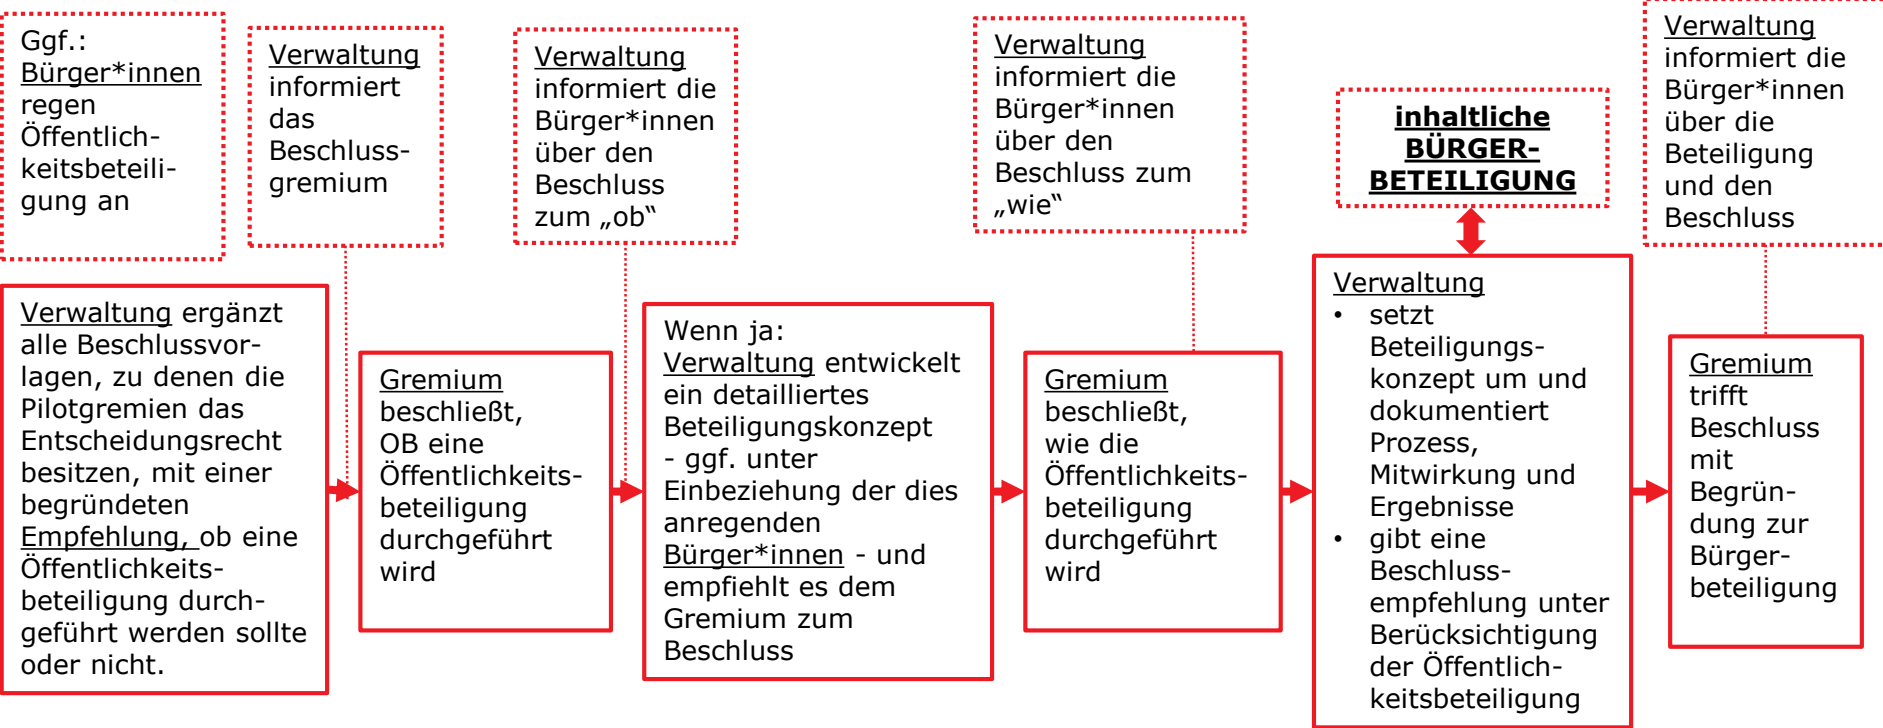 Ggf.:
Bürger*innen
regen
Öffentlich-
keitsbeteili-
gung an
Verwaltung
informiert
das
Beschluss-
gremium
Verwaltung
informiert die
Bürger*innen
über den
Beschluss
zum „ob“
Verwaltung
informiert die
Bürger*innen
über den
Beschluss zum
„wie“
inhaltliche
BÜRGER-
BETEILIGUNG
Verwaltung
informiert die
Bürger*innen
über die
Beteiligung
und den
Beschluss
Verwaltung ergänzt
alle Beschlussvor-
lagen, zu denen die
Pilotgremien das
Entscheidungsrecht
besitzen, mit einer
begründeten
Empfehlung, ob eine
Öffentlichkeits-
beteiligung durch-
geführt werden sollte
oder nicht.
Gremium
beschließt,
OB eine
Öffentlichkeits-
beteiligung
durchgeführt
wird
Wenn ja:
Verwaltung entwickelt
ein detailliertes
Beteiligungskonzept
- ggf. unter
Einbeziehung der dies
anregenden
Bürger*innen - und
empfiehlt es dem
Gremium zum
Beschluss
Gremium
beschließt,
wie die
Öffentlichkeits-
beteiligung
durchgeführt
wird
Verwaltung
• setzt
Beteiligungs-
konzept um und
dokumentiert
Prozess,
Mitwirkung und
Ergebnisse
• gibt eine
Beschluss-
empfehlung unter
Berücksichtigung
der Öffentlich-
keitsbeteiligung
Gremium
trifft
Beschluss
mit
Begrün-
dung zur
Bürger-
beteiligung